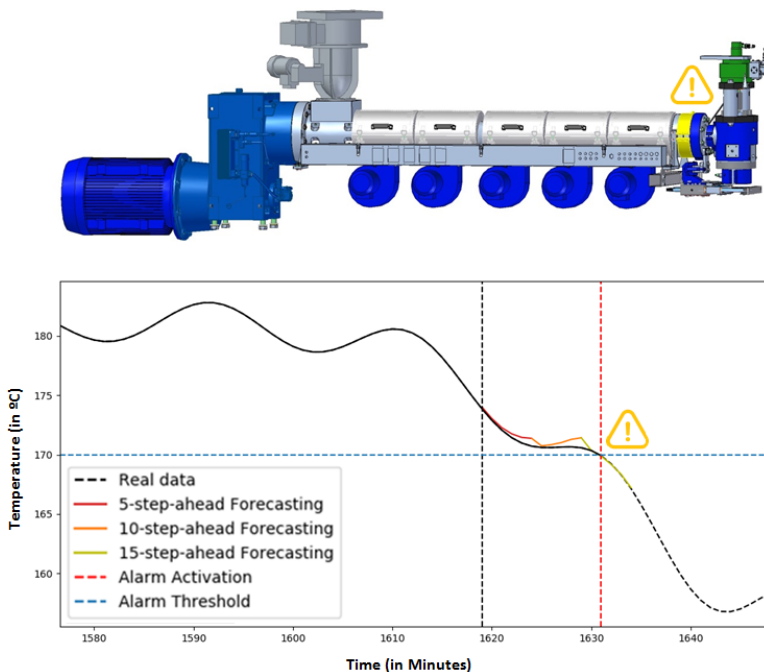 180
175
170
165
160
Temperature (in ºC)
Real data
5-step-ahead Forecasting
10-step-ahead Forecasting
15-step-ahead Forecasting
Alarm Activation
Alarm Threshold
1580
1590
1600
1610
1620
1630
1640
Time (in Minutes)